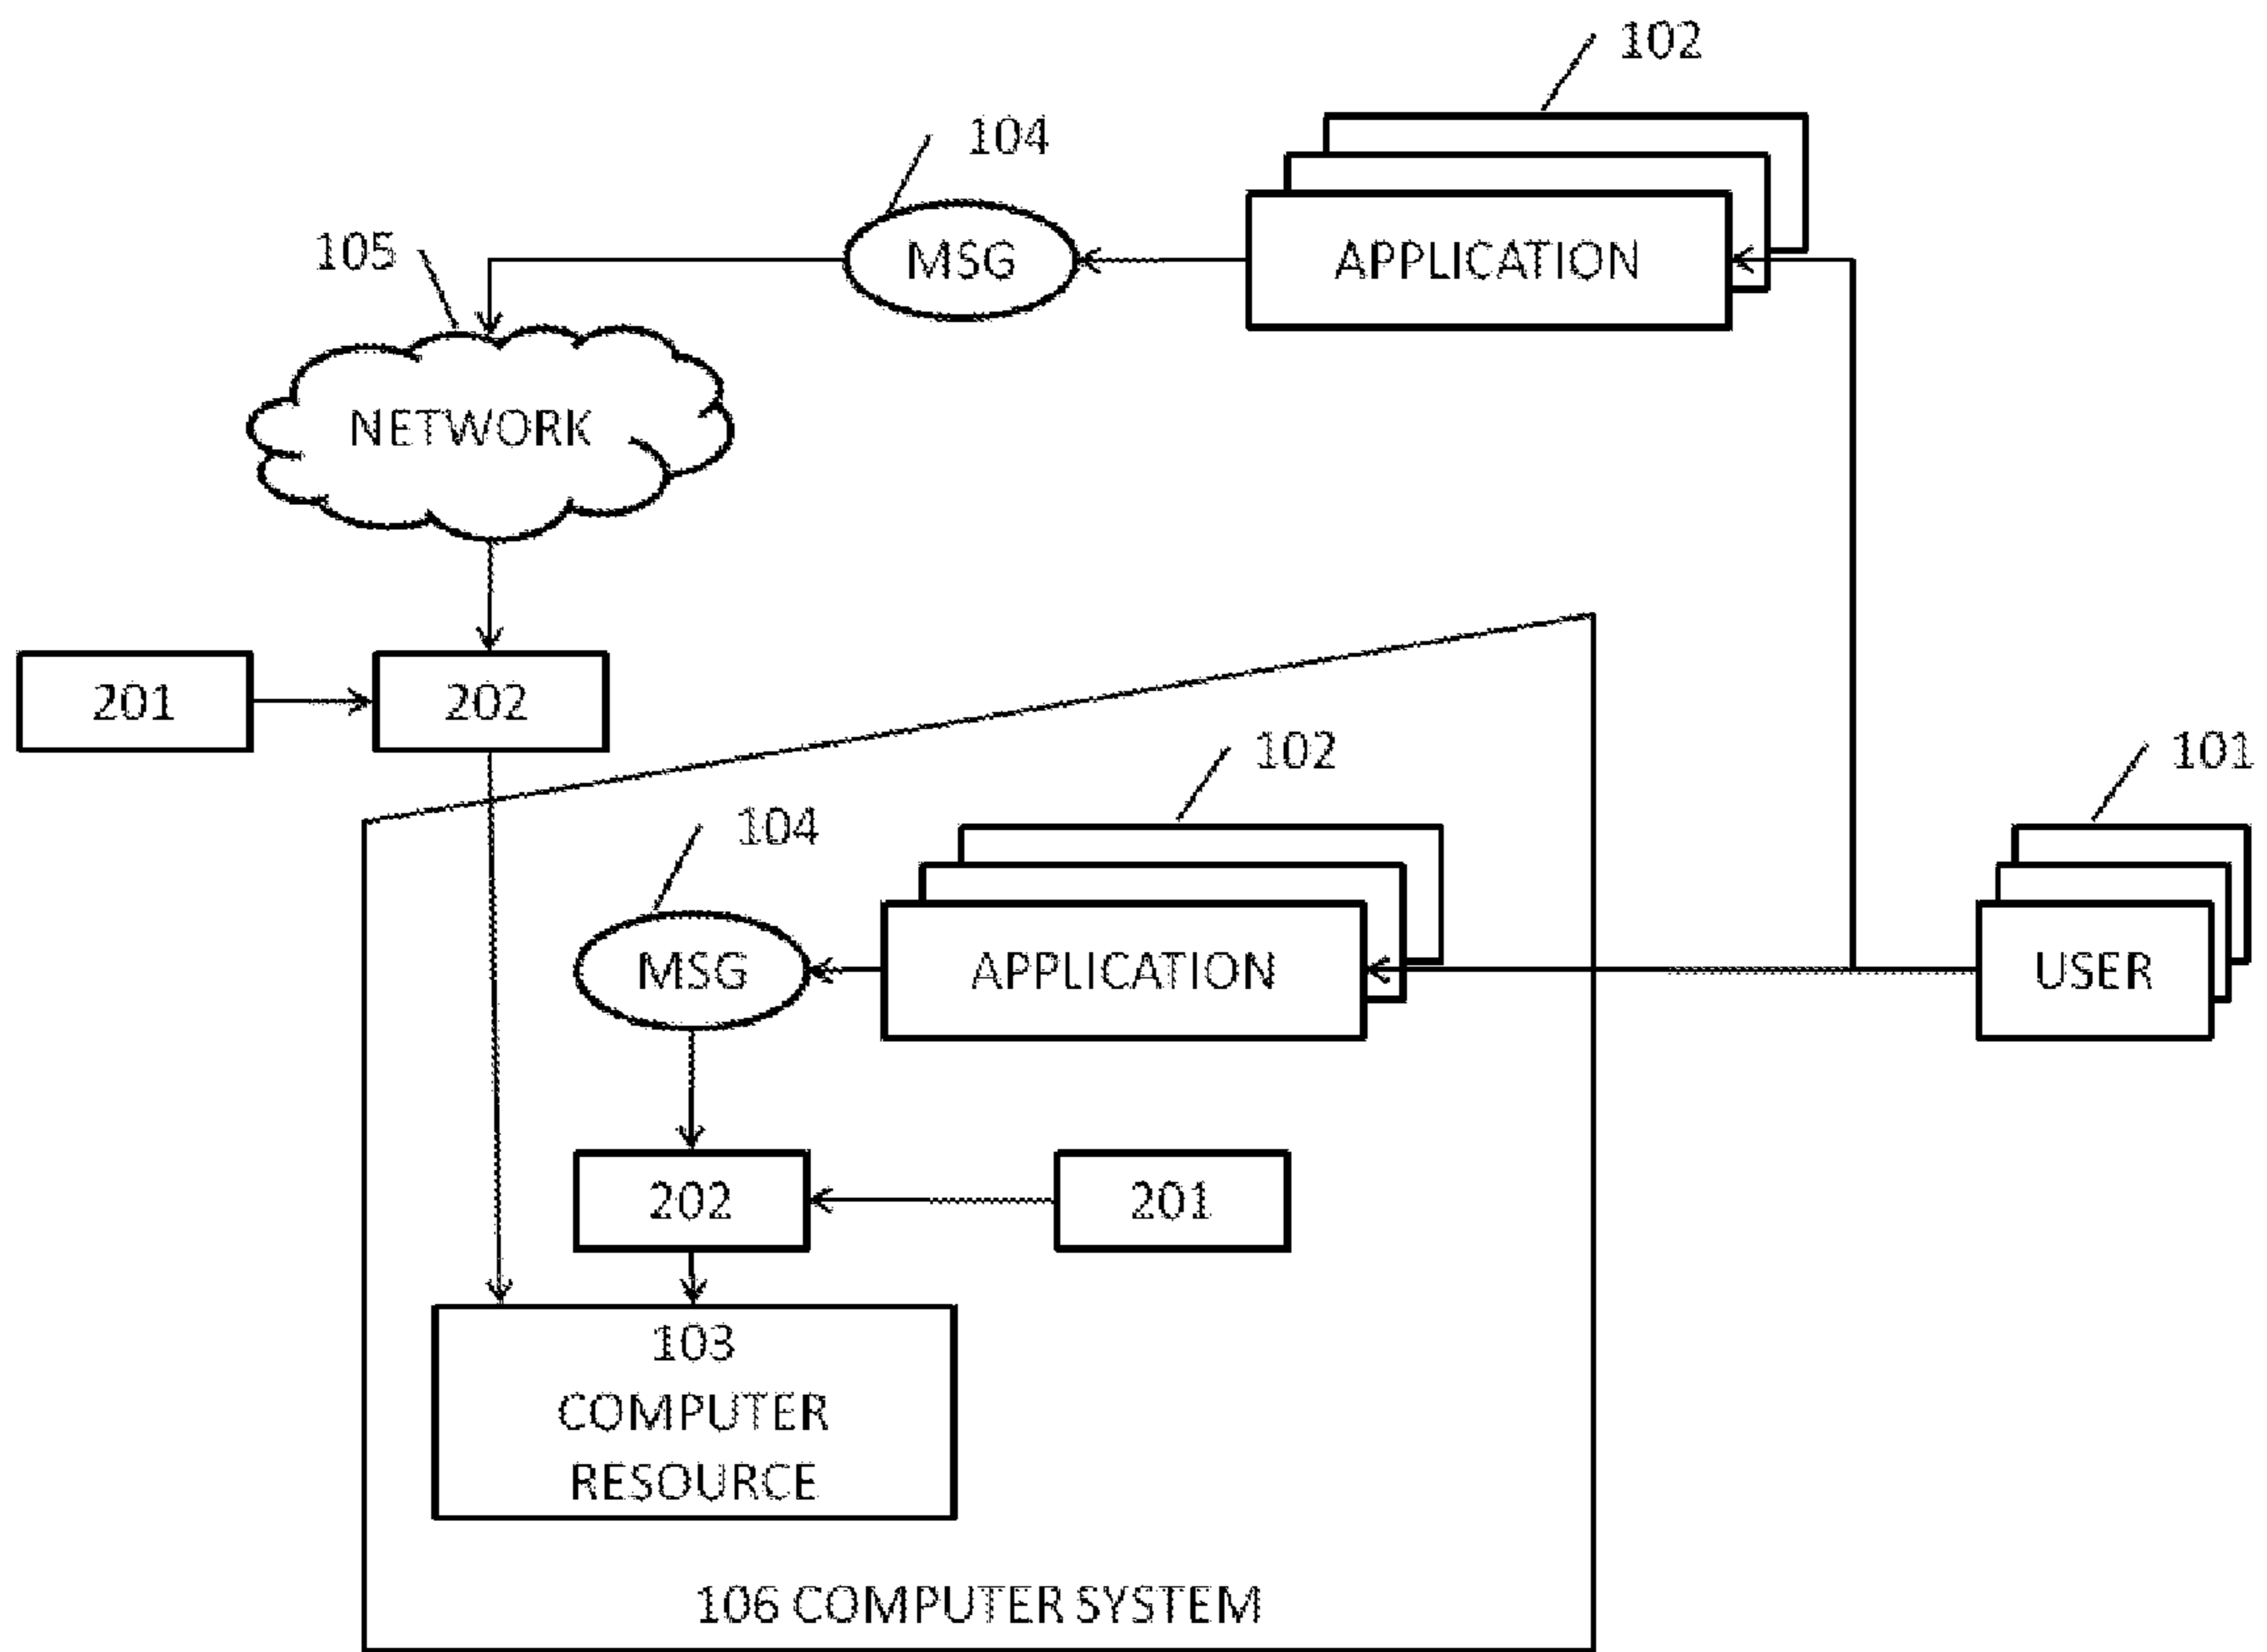 102
104
105
MSG
APPLICATION
NETWORK
201
202
102
101
104
MSG
APPLICATION
USER
202
201
103
COMPUTER
RESOURCE
106 COMPUTER SYSTEM